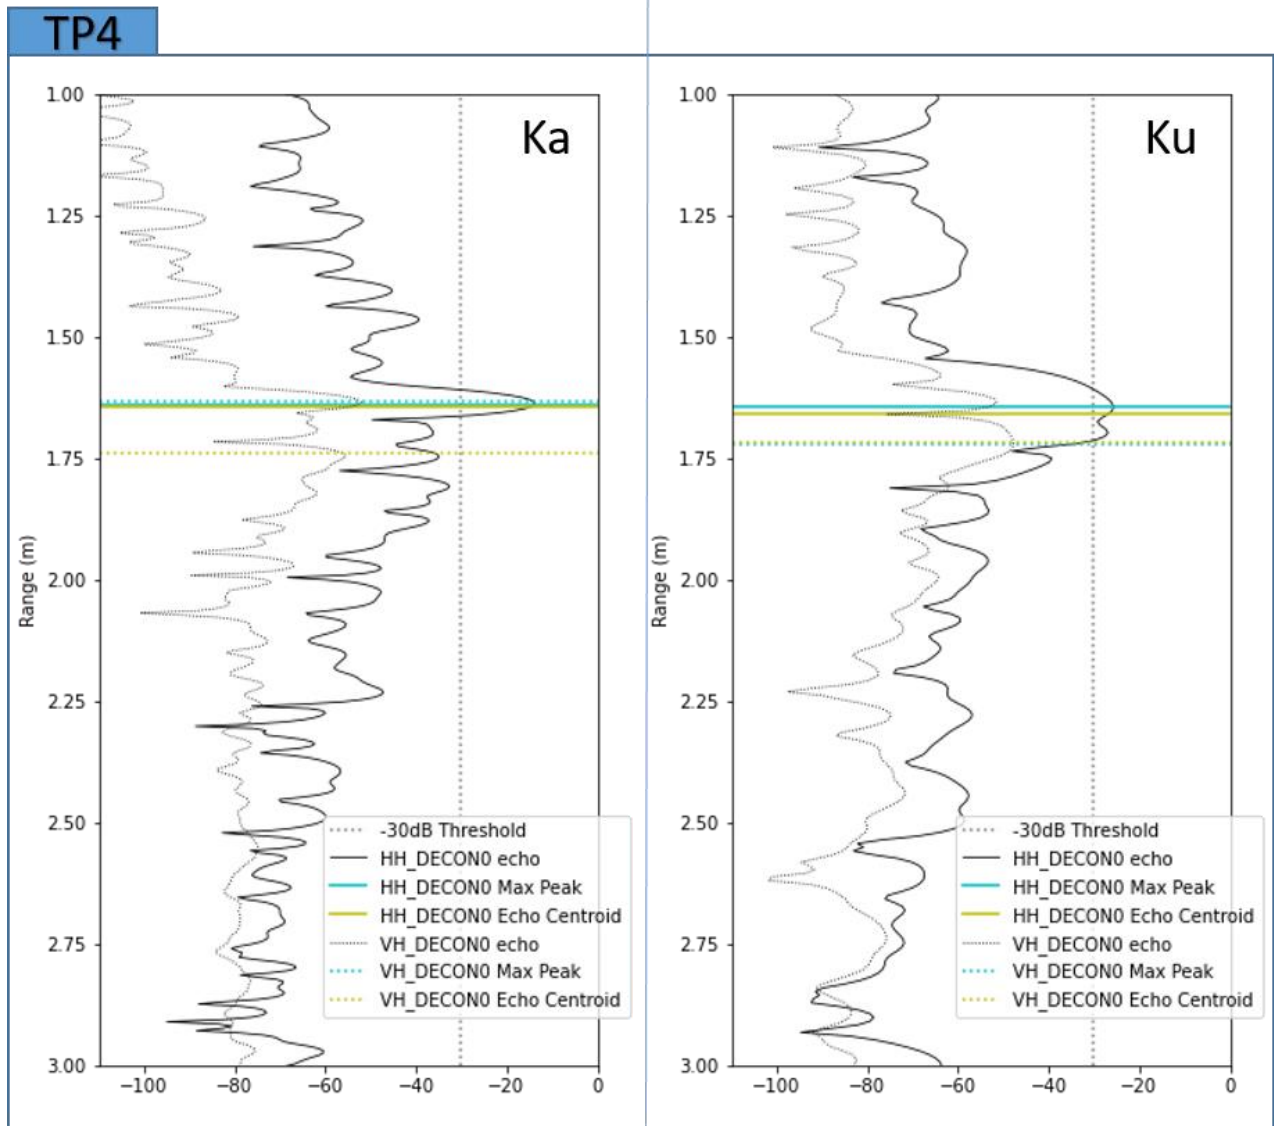 TP4
Ka
1.00
1.25
1.50
1.75
2.00
2.25
2.50
2.75
3.00
Range (m)
−100 −80 −60 −40 −20 0
-30dB Threshold
HH_DECON0 echo
HH_DECON0 Max Peak
HH_DECON0 Echo Centroid
VH_DECON0 echo
VH_DECON0 Max Peak
VH_DECON0 Echo Centroid
Ku
1.00
1.25
1.50
1.75
2.00
2.25
2.50
2.75
3.00
Range (m)
−100 −80 −60 −40 −20 0
-30dB Threshold
HH_DECON0 echo
HH_DECON0 Max Peak
HH_DECON0 Echo Centroid
VH_DECON0 echo
VH_DECON0 Max Peak
VH_DECON0 Echo Centroid